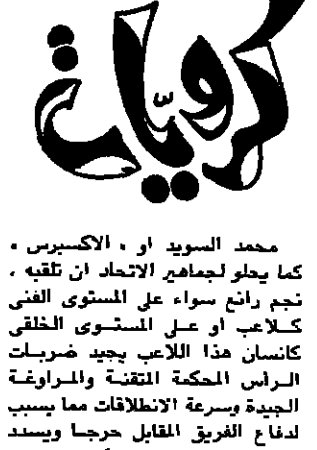 كرويات
محمد السويد او « الاكسبرس »
كما يحلو لجماهير الاتحاد ان تلقبه ،
نجم رائع سواء على المستوى الفنى
كلاعب او على المستوى الخلقى
كانسان هذا اللاعب يجيد ضربات
الرأس المحكمة المتقنة والمراوغة
الجيدة وسرعة الانطلاقات مما يسبب
لدفاع الفريق المقابل حرجا ويسدد